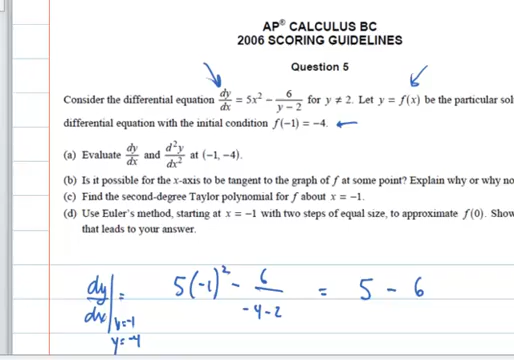 AP® CALCULUS BC
2006 SCORING GUIDELINES
Question 5
Consider the differential equation dy/dx = 5x² − 6/(y − 2) for y ≠ 2. Let y = f(x) be the particular sol
differential equation with the initial condition f(−1) = −4.
(a) Evaluate dy/dx and d²y/dx² at (−1, −4).
(b) Is it possible for the x-axis to be tangent to the graph of f at some point? Explain why or why no
(c) Find the second-degree Taylor polynomial for f about x = −1.
(d) Use Euler's method, starting at x = −1 with two steps of equal size, to approximate f(0). Show
that leads to your answer.
dy/dx | = 5(-1)² - 6/(-4-2) = 5 - 6
y=-4